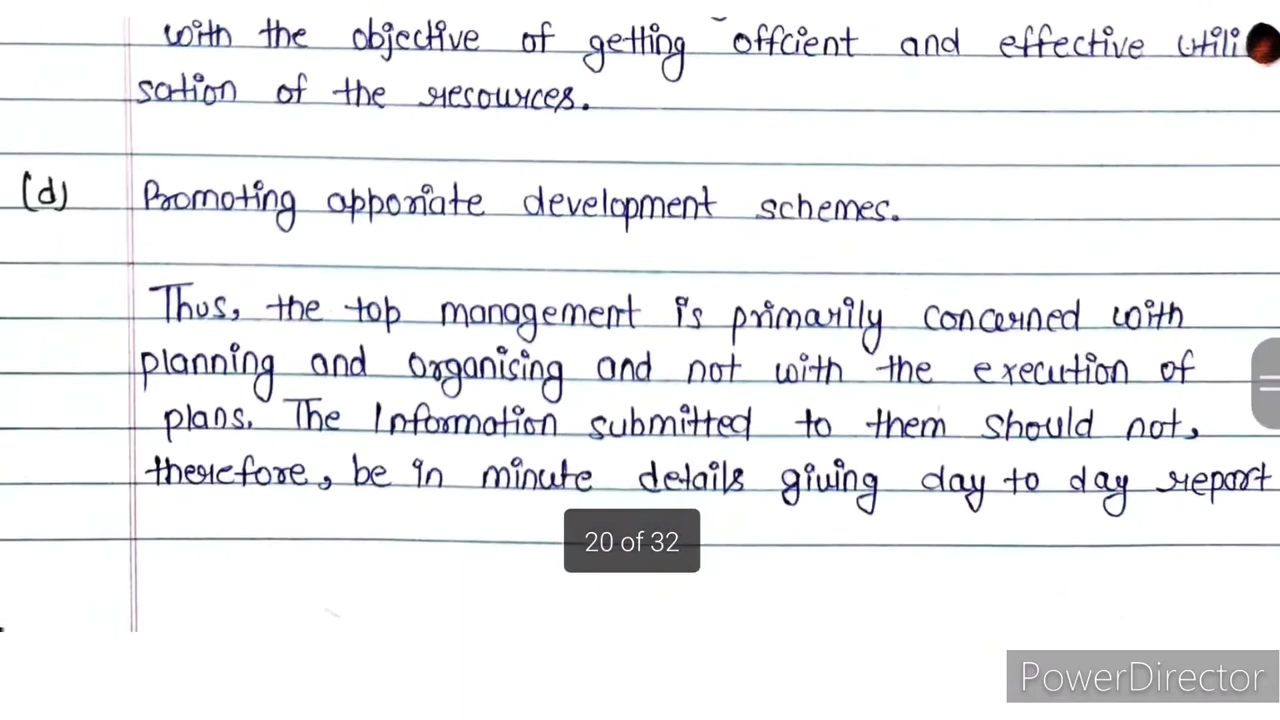 with the objective of getting offcient and effective utili
sation of the resources.
(d) Promoting apporiate development schemes.
Thus, the top management is primarily concerned with
planning and organising and not with the execution of
plans. The Information submitted to them should not,
therefore, be in minute details giving day to day report
20 of 32
PowerDirector